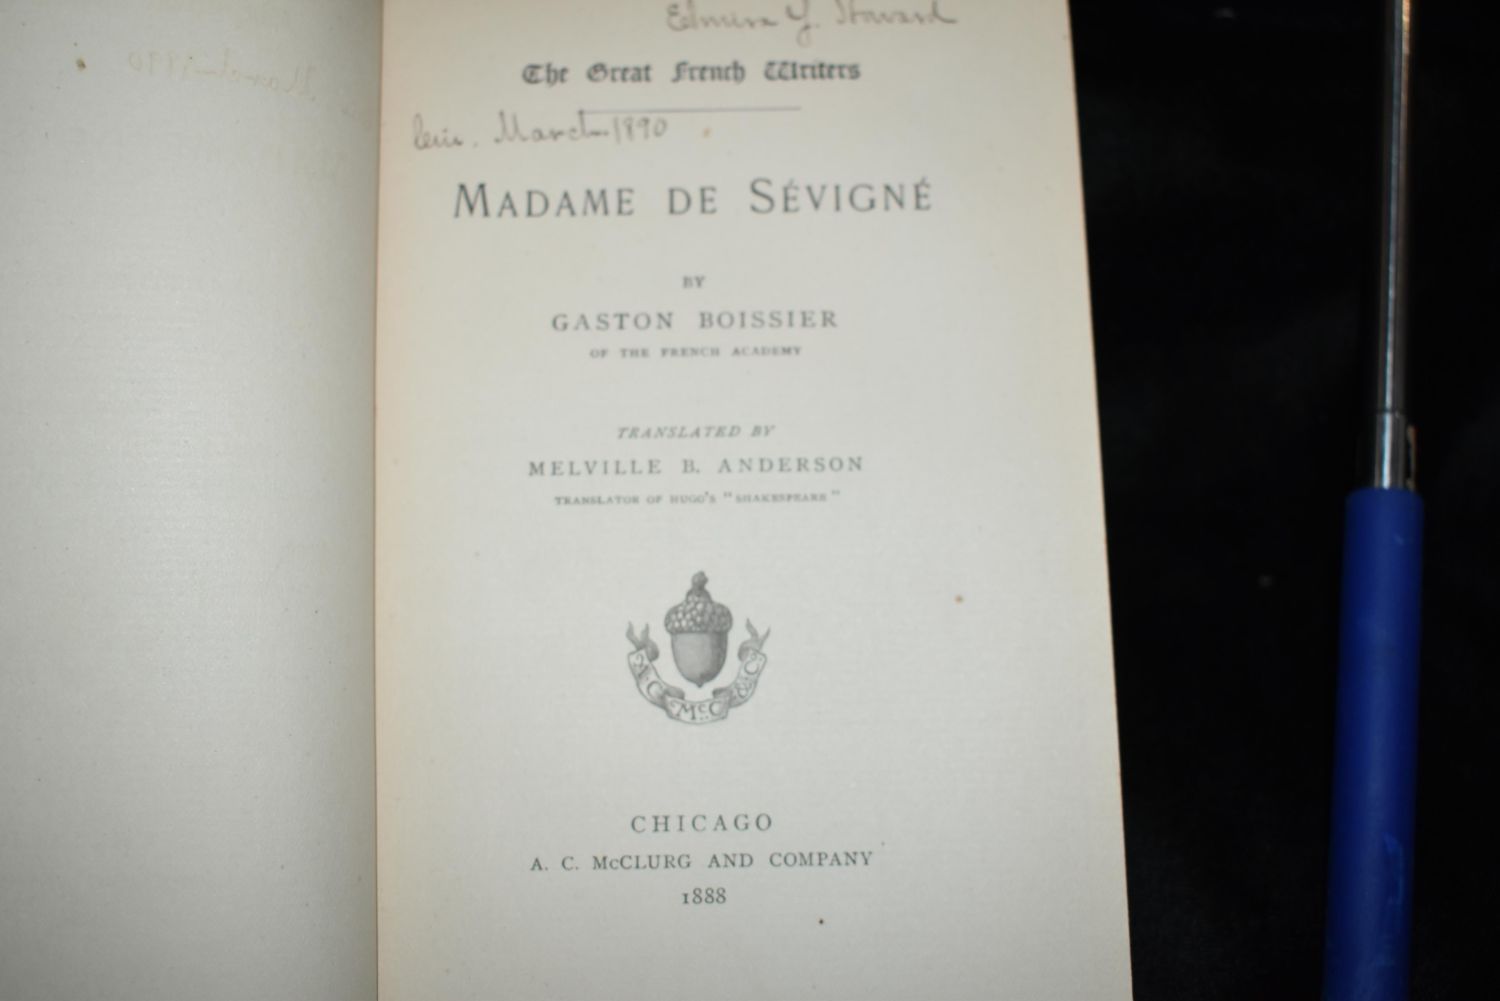 The Great French Writers
March 1890
MADAME DE SÉVIGNÉ
BY
GASTON BOISSIER
OF THE FRENCH ACADEMY
TRANSLATED BY
MELVILLE B. ANDERSON
TRANSLATOR OF HUGO'S "SHAKESPEARE"
A. C. McC. & Co.
CHICAGO
A. C. McCLURG AND COMPANY
1888